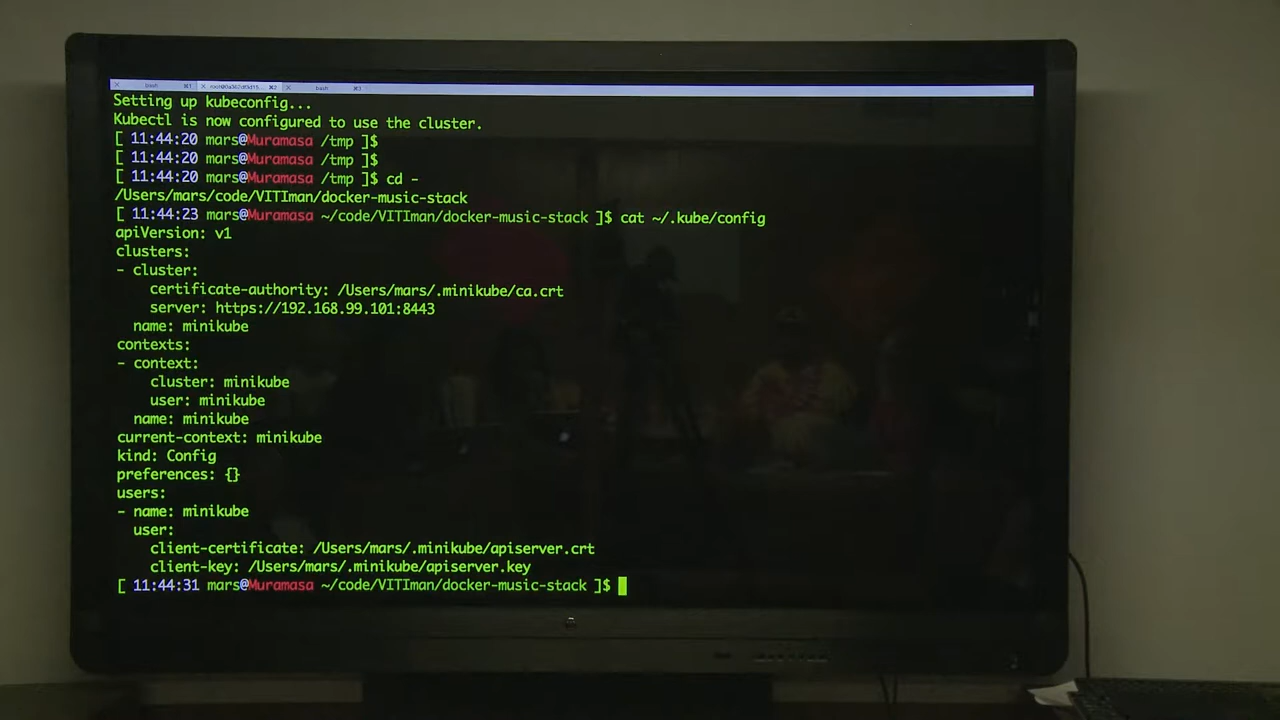 bash ⌘1 ⌘2 bash ⌘3
Setting up kubeconfig...
Kubectl is now configured to use the cluster.
[ 11:44:20 mars@Muramasa /tmp ]$
[ 11:44:20 mars@Muramasa /tmp ]$
[ 11:44:20 mars@Muramasa /tmp ]$ cd -
/Users/mars/code/VITIman/docker-music-stack
[ 11:44:23 mars@Muramasa ~/code/VITIman/docker-music-stack ]$ cat ~/.kube/config
apiVersion: v1
clusters:
- cluster:
    certificate-authority: /Users/mars/.minikube/ca.crt
    server: https://192.168.99.101:8443
  name: minikube
contexts:
- context:
    cluster: minikube
    user: minikube
  name: minikube
current-context: minikube
kind: Config
preferences: {}
users:
- name: minikube
  user:
    client-certificate: /Users/mars/.minikube/apiserver.crt
    client-key: /Users/mars/.minikube/apiserver.key
[ 11:44:31 mars@Muramasa ~/code/VITIman/docker-music-stack ]$